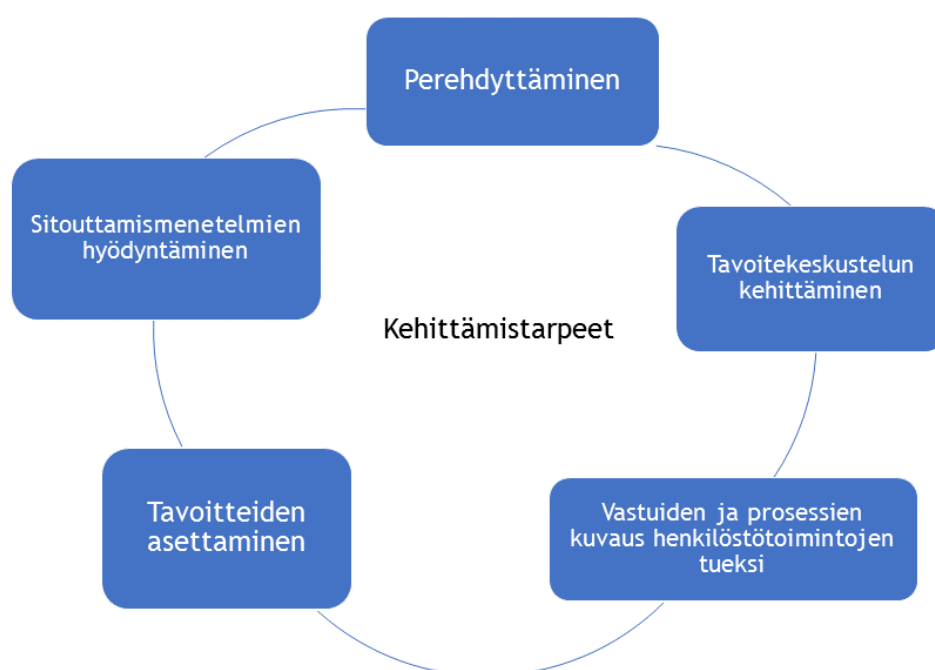 Perehdyttäminen
Sitouttamismenetelmien
hyödyntäminen
Tavoitekeskustelun
kehittäminen
Kehittämistarpeet
Tavoitteiden
asettaminen
Vastuiden ja prosessien
kuvaus henkilöstötoimintojen
tueksi